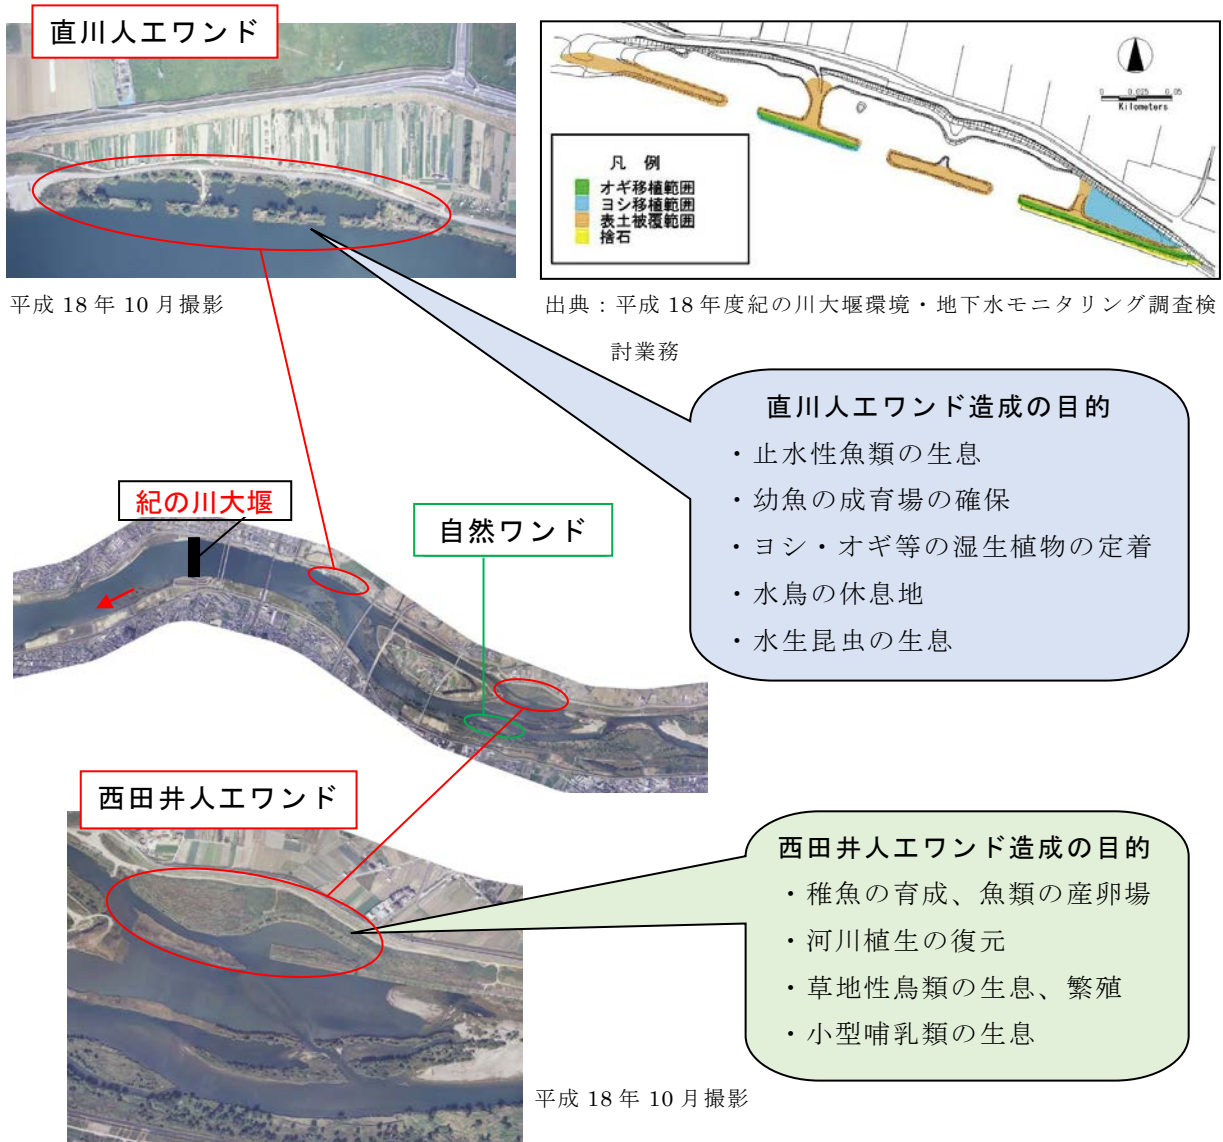 直川人工ワンド
0 0.025 0.05
Kilometers
凡 例
オギ移植範囲
ヨシ移植範囲
表土被覆範囲
捨石
平成 18 年 10 月撮影
出典：平成 18 年度紀の川大堰環境・地下水モニタリング調査検
討業務
直川人工ワンド造成の目的
・止水性魚類の生息
・幼魚の成育場の確保
・ヨシ・オギ等の湿生植物の定着
・水鳥の休息地
・水生昆虫の生息
紀の川大堰
自然ワンド
西田井人工ワンド
西田井人工ワンド造成の目的
・稚魚の育成、魚類の産卵場
・河川植生の復元
・草地性鳥類の生息、繁殖
・小型哺乳類の生息
平成 18 年 10 月撮影